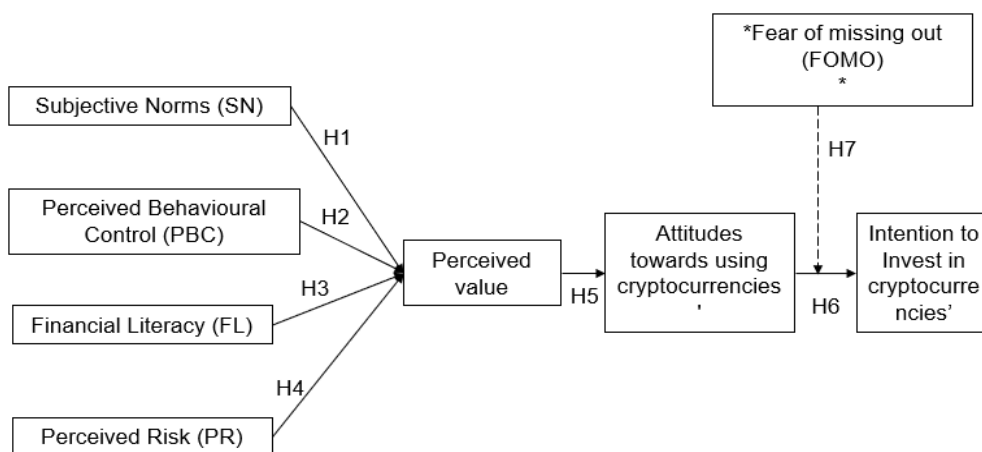 *Fear of missing out
(FOMO)
*
Subjective Norms (SN)
H1
H7
Perceived Behavioural
Control (PBC)
H2
Perceived
value
Attitudes
towards using
cryptocurrencies
'
Intention to
Invest in
cryptocurre
ncies’
H3
H5
H6
Financial Literacy (FL)
H4
Perceived Risk (PR)